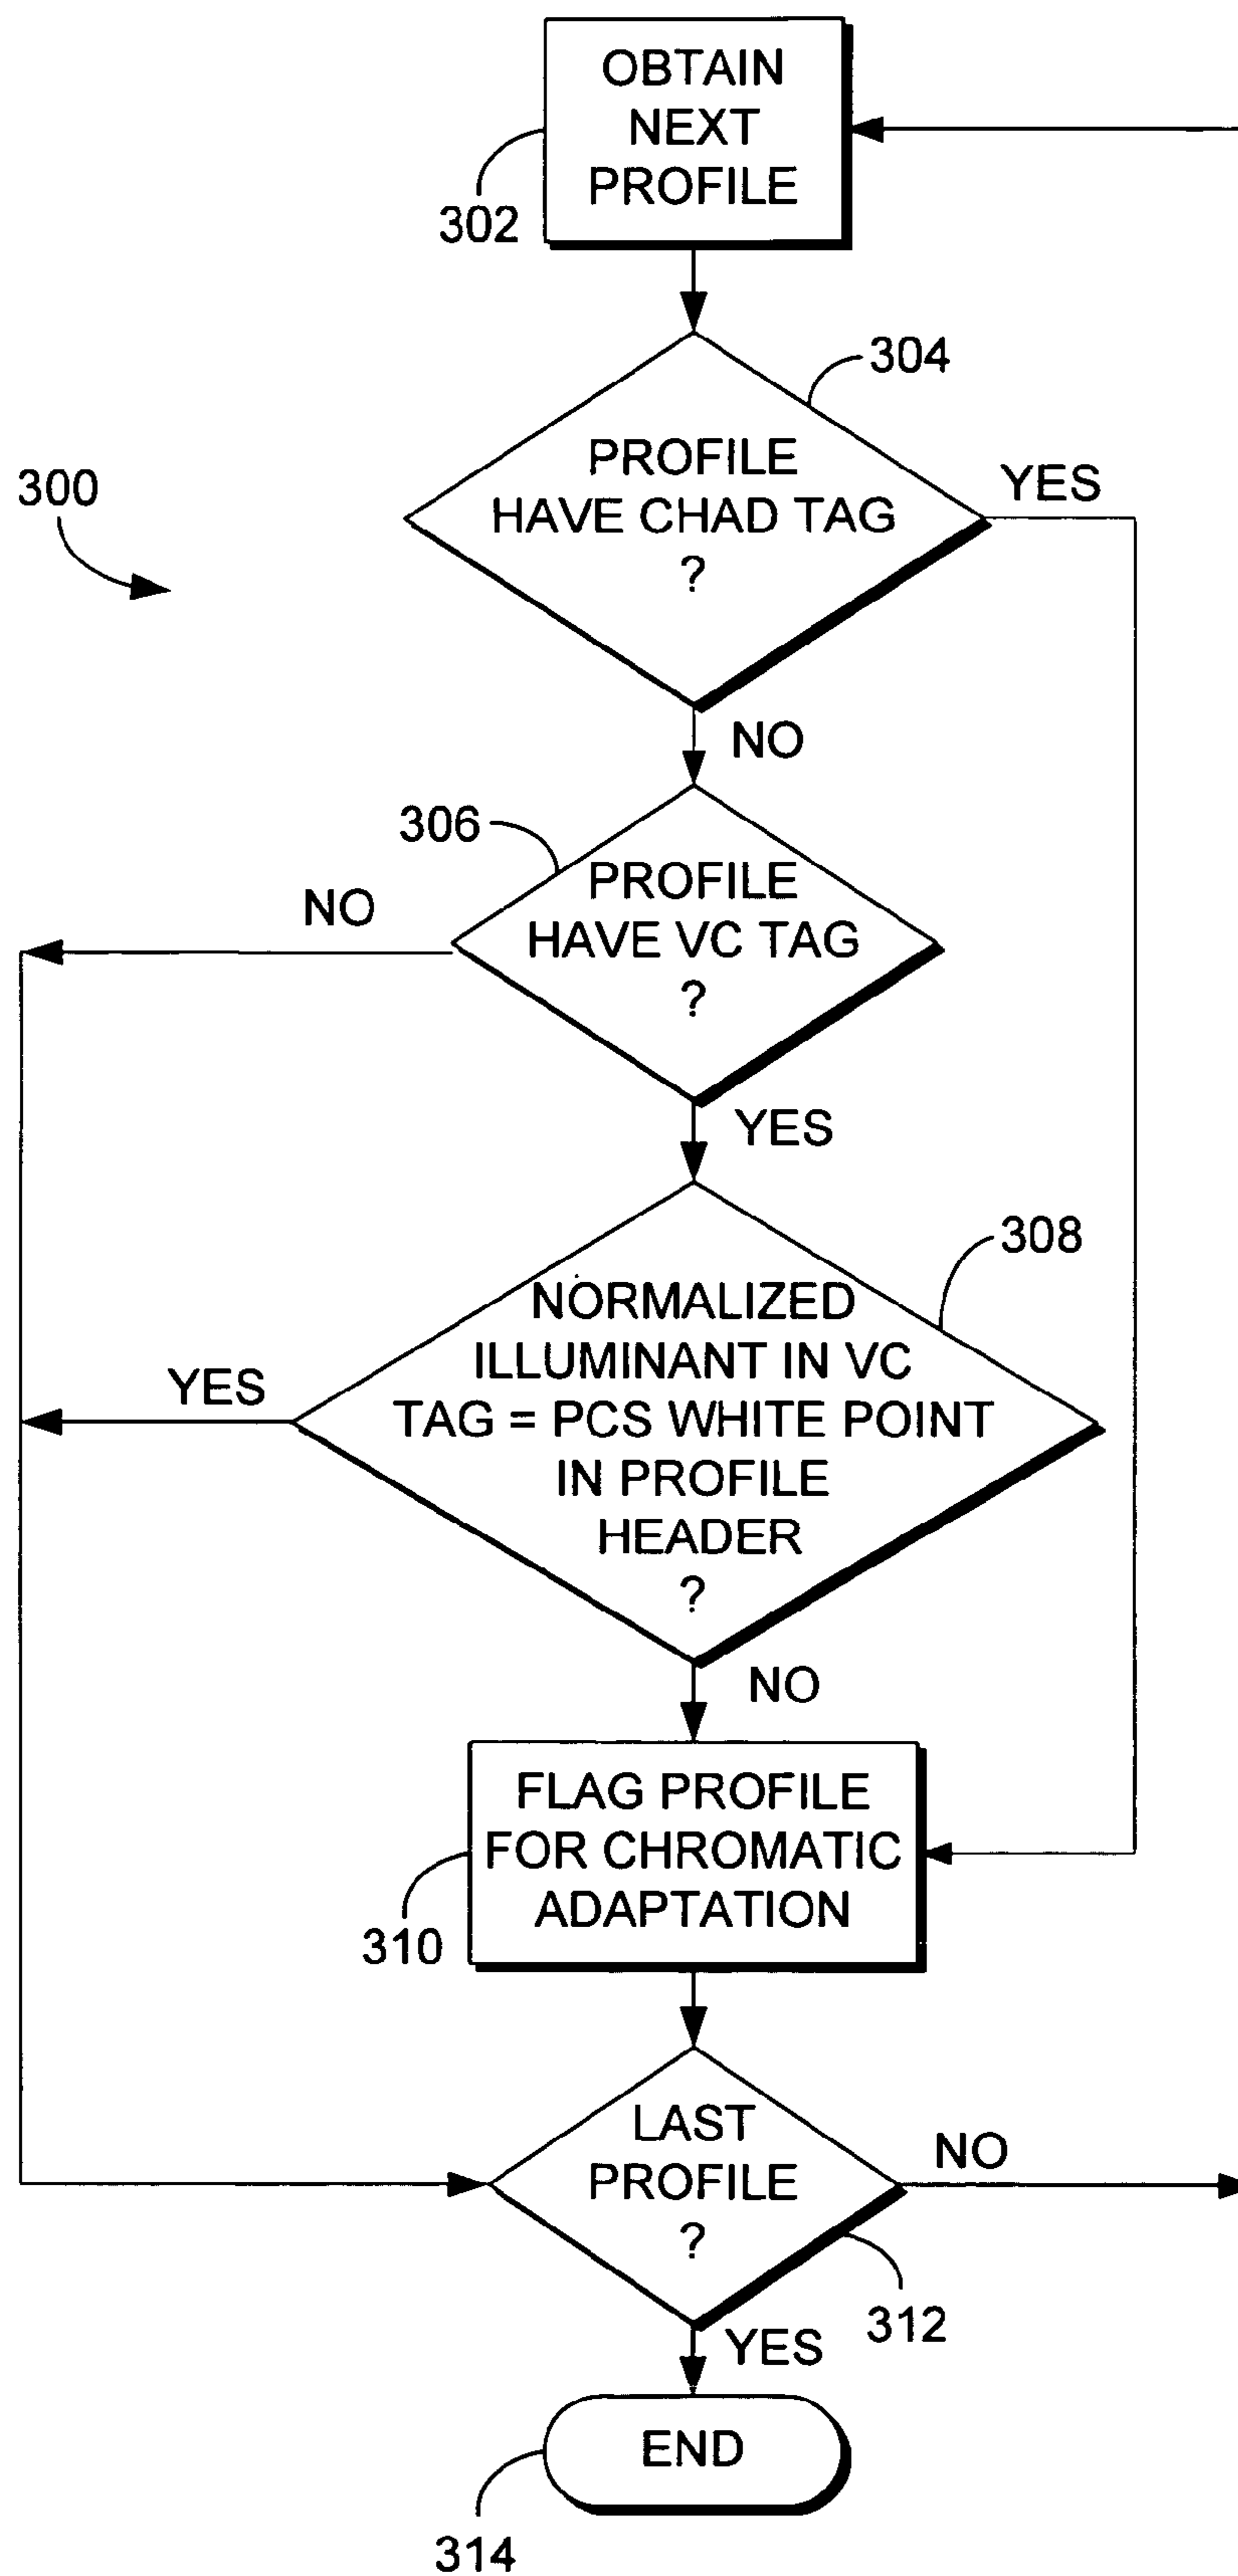 OBTAIN
NEXT
PROFILE
302
304
PROFILE
HAVE CHAD TAG
?
YES
300
NO
306
PROFILE
HAVE VC TAG
?
NO
YES
308
NORMALIZED
ILLUMINANT IN VC
TAG = PCS WHITE POINT
IN PROFILE
HEADER
?
YES
NO
FLAG PROFILE
FOR CHROMATIC
ADAPTATION
310
LAST
PROFILE
?
NO
312
YES
END
314